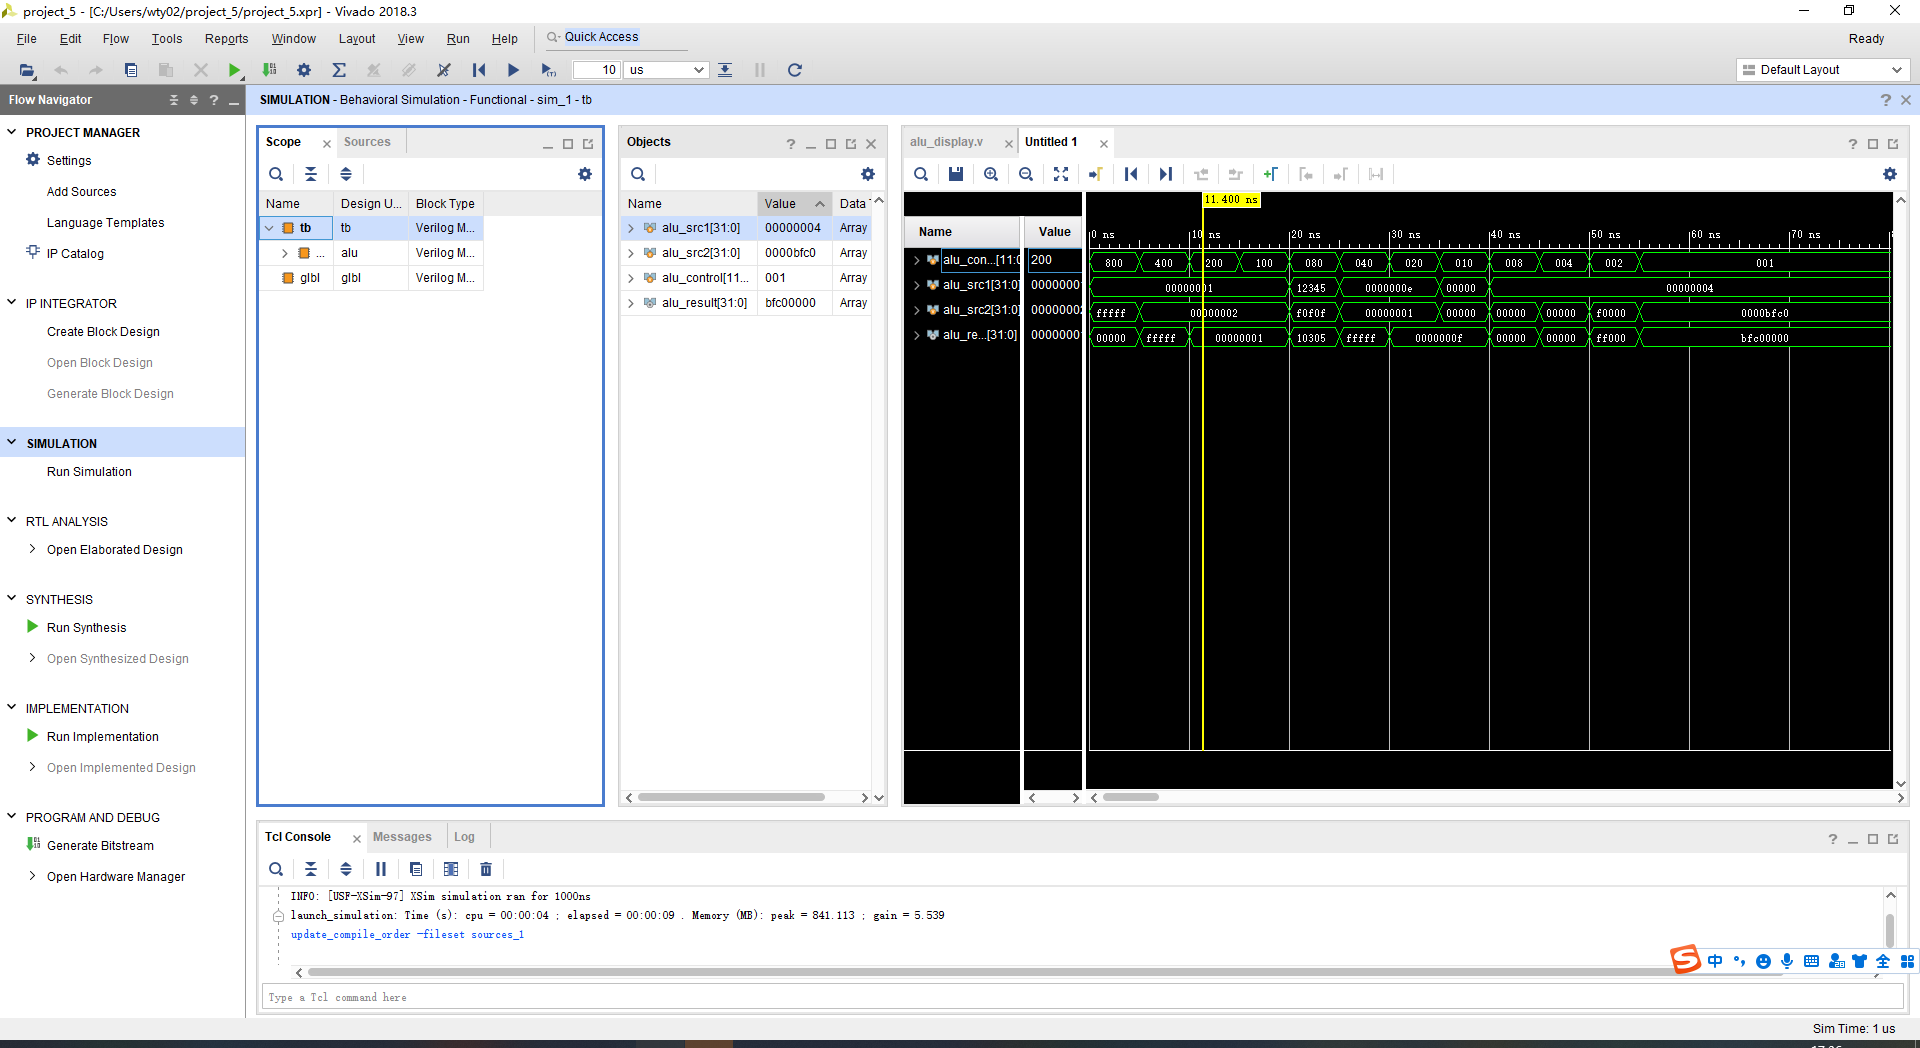 project_5 - [C:/Users/wty02/project_5/project_5.xpr] - Vivado 2018.3
File Edit Flow Tools Reports Window Layout View Run Help Quick Access Ready
10 us Default Layout
Flow Navigator
SIMULATION - Behavioral Simulation - Functional - sim_1 - tb
PROJECT MANAGER
Settings
Add Sources
Language Templates
IP Catalog
IP INTEGRATOR
Create Block Design
Open Block Design
Generate Block Design
SIMULATION
Run Simulation
RTL ANALYSIS
Open Elaborated Design
SYNTHESIS
Run Synthesis
Open Synthesized Design
IMPLEMENTATION
Run Implementation
Open Implemented Design
PROGRAM AND DEBUG
Generate Bitstream
Open Hardware Manager
Scope Sources
Name Design U... Block Type
tb tb Verilog M...
... alu Verilog M...
glbl glbl Verilog M...
Objects
Name Value Data
alu_src1[31:0] 00000004 Array
alu_src2[31:0] 0000bfc0 Array
alu_control[11... 001 Array
alu_result[31:0] bfc00000 Array
alu_display.v Untitled 1
11.400 ns
Name Value 0 ns 10 ns 20 ns 30 ns 40 ns 50 ns 60 ns 70 ns
alu_con...[11:0 200 800 400 200 100 080 040 020 010 008 004 002 001
alu_src1[31:0] 0000000 00000001 12345 0000000e 00000 00000004
alu_src2[31:0] 0000000 fffff 00000002 f0f0f 00000001 00000 00000 00000 f0000 0000bfc0
alu_re...[31:0] 0000000 00000 fffff 00000001 10305 fffff 0000000f 00000 00000 ff000 bfc00000
Tcl Console Messages Log
INFO: [USF-XSim-97] XSim simulation ran for 1000ns
launch_simulation: Time (s): cpu = 00:00:04 ; elapsed = 00:00:09 . Memory (MB): peak = 841.113 ; gain = 5.539
update_compile_order -fileset sources_1
中 全
Type a Tcl command here
Sim Time: 1 us